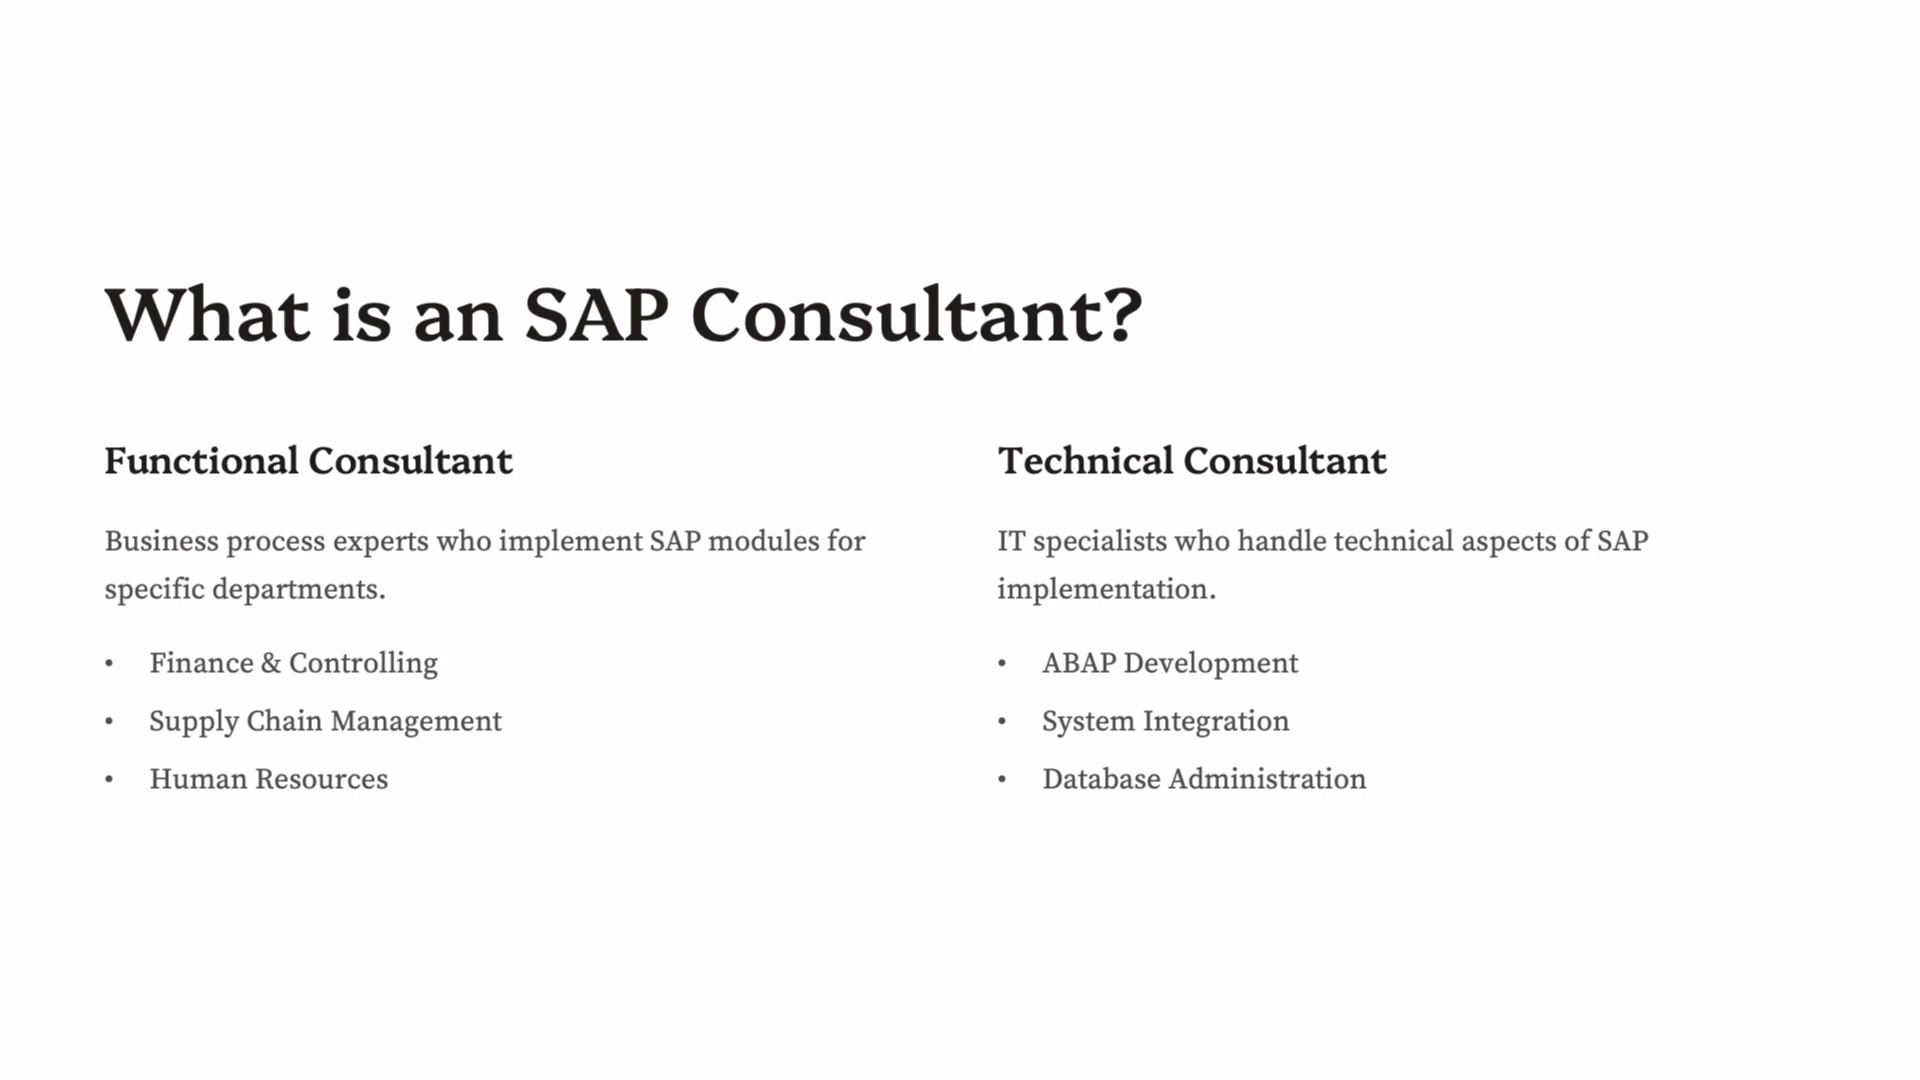 What is an SAP Consultant?
Functional Consultant
Business process experts who implement SAP modules for
specific departments.
• Finance & Controlling
• Supply Chain Management
• Human Resources
Technical Consultant
IT specialists who handle technical aspects of SAP
implementation.
• ABAP Development
• System Integration
• Database Administration